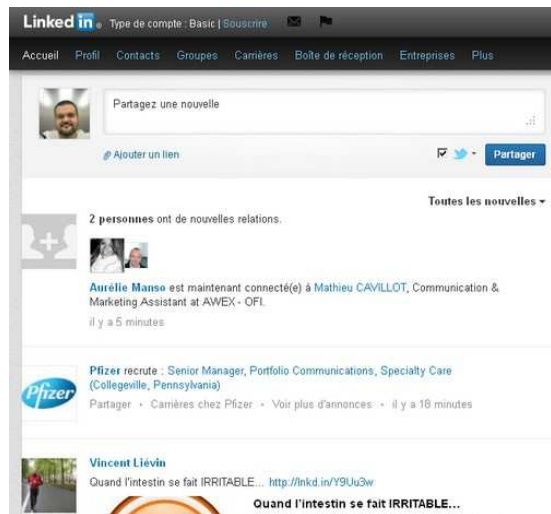 Linked in ® Type de compte : Basic | Souscrire
Accueil Profil Contacts Groupes Carrières Boîte de réception Entreprises Plus
Partagez une nouvelle
Ajouter un lien Partager
Toutes les nouvelles
2 personnes ont de nouvelles relations.
Aurélie Manso est maintenant connecté(e) à Mathieu CAVILLOT, Communication &
Marketing Assistant at AWEX - OFI.
il y a 5 minutes
Pfizer
Pfizer recrute : Senior Manager, Portfolio Communications, Specialty Care
(Collegeville, Pennsylvania)
Partager • Carrières chez Pfizer • Voir plus d'annonces • il y a 18 minutes
Vincent Liévin
Quand l'intestin se fait IRRITABLE... http://lnkd.in/Y9Uu3w
Quand l'intestin se fait IRRITABLE...